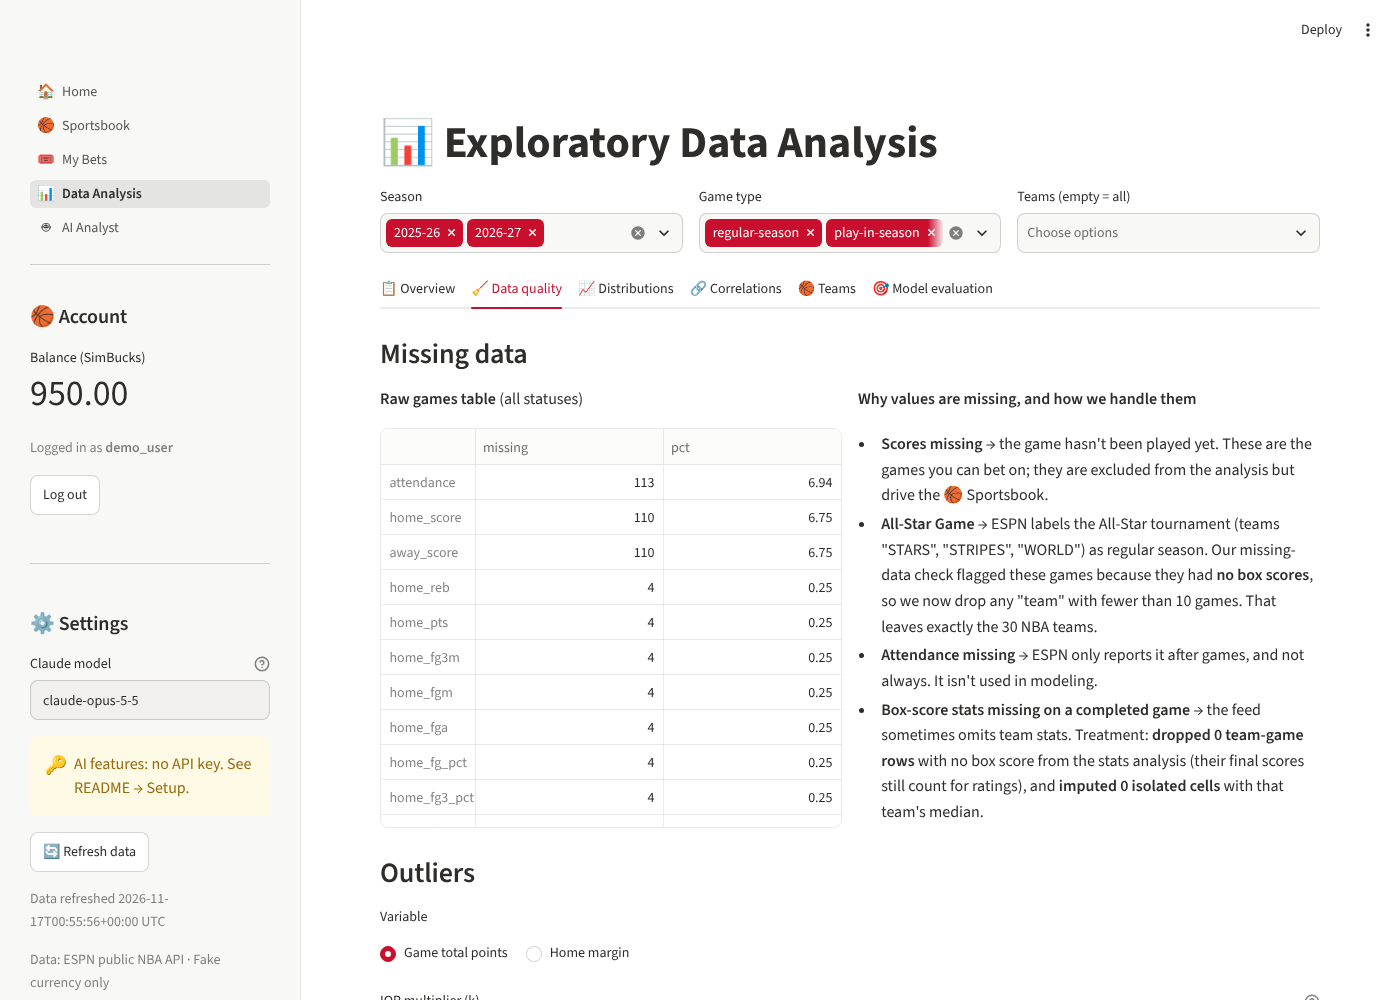 Deploy
Home
Sportsbook
My Bets
Data Analysis
AI Analyst
Account
Balance (SimBucks)
950.00
Logged in as demo_user
Log out
Settings
Claude model
claude-opus-5-5
AI features: no API key. See
README → Setup.
Refresh data
Data refreshed 2026-11-
17T00:55:56+00:00 UTC
Data: ESPN public NBA API · Fake
currency only
Exploratory Data Analysis
Season
Game type
Teams (empty = all)
2025-26 2026-27
regular-season play-in-season
Choose options
Overview Data quality Distributions Correlations Teams Model evaluation
Missing data
Raw games table (all statuses)
missing pct
attendance 113 6.94
home_score 110 6.75
away_score 110 6.75
home_reb 4 0.25
home_pts 4 0.25
home_fg3m 4 0.25
home_fgm 4 0.25
home_fga 4 0.25
home_fg_pct 4 0.25
home_fg3_pct 4 0.25
Why values are missing, and how we handle them
• Scores missing → the game hasn't been played yet. These are the
games you can bet on; they are excluded from the analysis but
drive the 🏀 Sportsbook.
• All-Star Game → ESPN labels the All-Star tournament (teams
"STARS", "STRIPES", "WORLD") as regular season. Our missing-
data check flagged these games because they had no box scores,
so we now drop any "team" with fewer than 10 games. That
leaves exactly the 30 NBA teams.
• Attendance missing → ESPN only reports it after games, and not
always. It isn't used in modeling.
• Box-score stats missing on a completed game → the feed
sometimes omits team stats. Treatment: dropped 0 team-game
rows with no box score from the stats analysis (their final scores
still count for ratings), and imputed 0 isolated cells with that
team's median.
Outliers
Variable
Game total points Home margin
IQR multiplier (k)